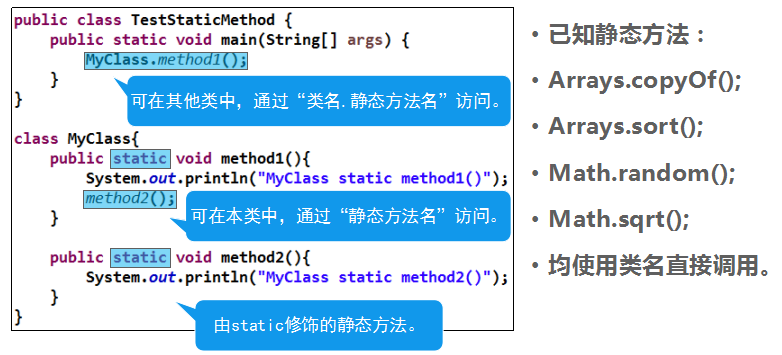 public class TestStaticMethod {
public static void main(String[] args) {
MyClass.method1();
}
可在其他类中，通过“类名.静态方法名”访问。
}
class MyClass{
public static void method1(){
System.out.println("MyClass static method1()");
method2();
可在本类中，通过“静态方法名”访问。
}
public static void method2(){
System.out.println("MyClass static method2()");
}
由static修饰的静态方法。
}
• 已知静态方法：
• Arrays.copyOf();
• Arrays.sort();
• Math.random();
• Math.sqrt();
• 均使用类名直接调用。